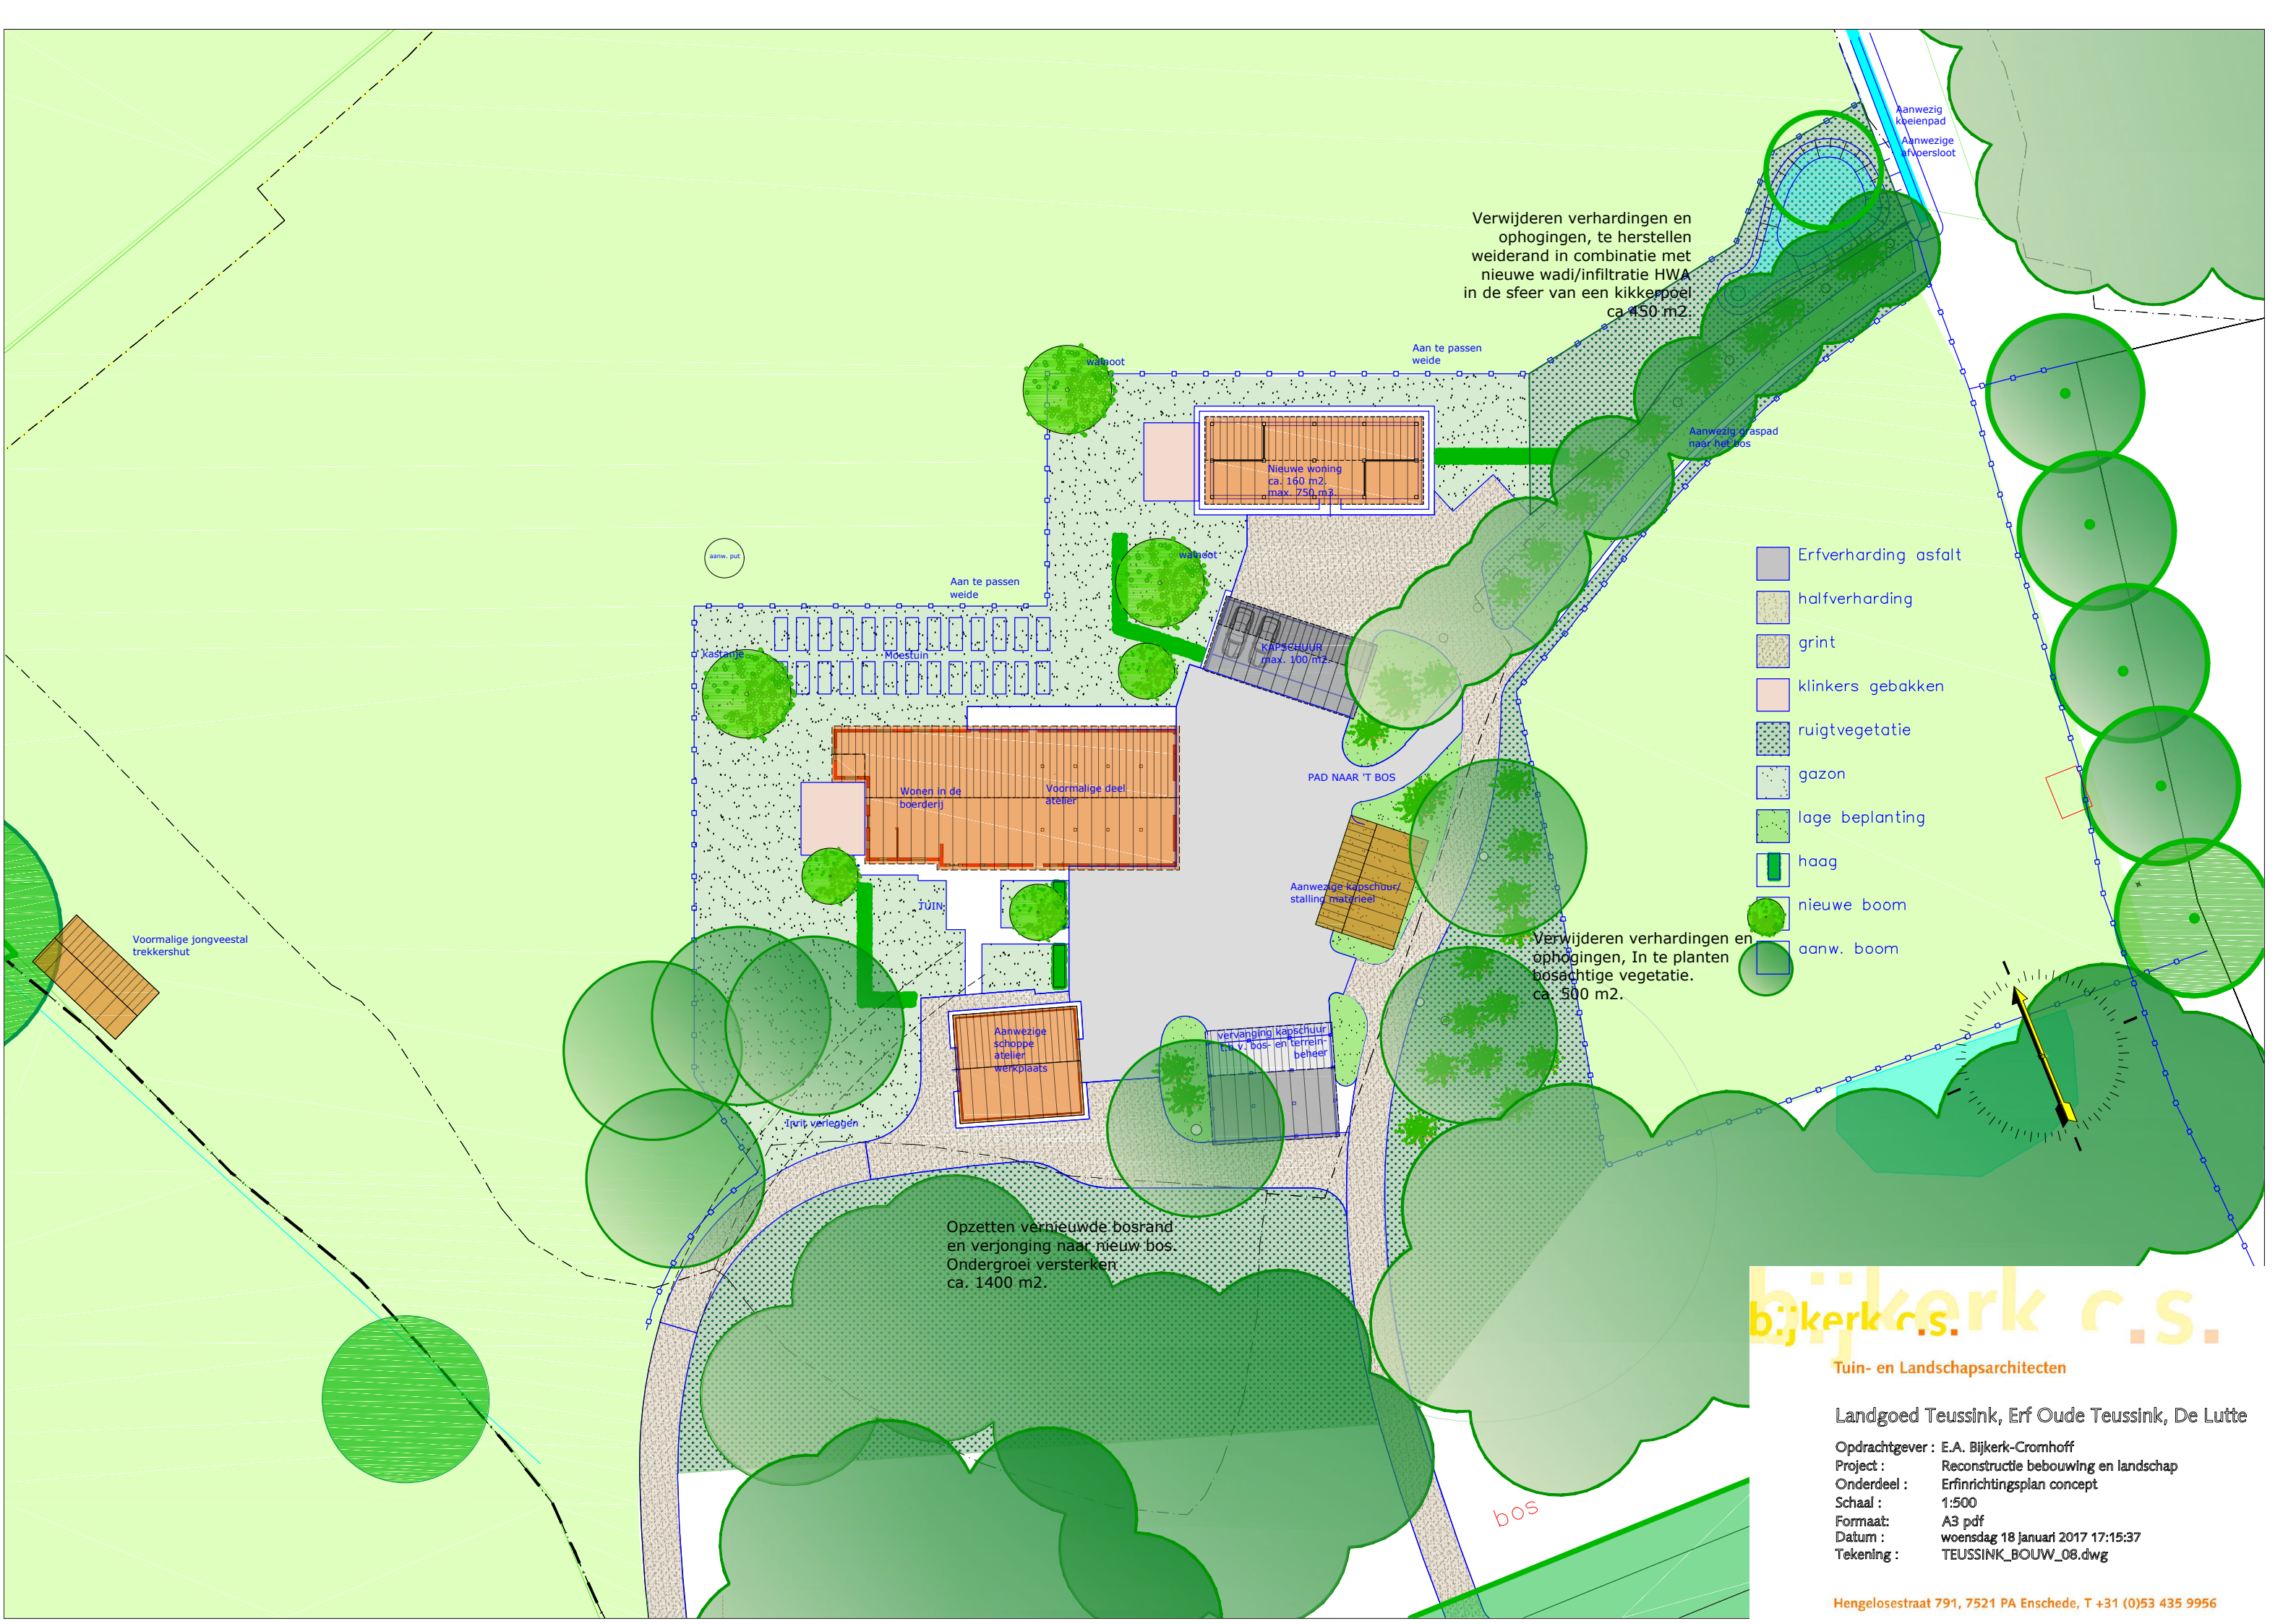 Aanwezig
koeienpad
Aanwezige
afvoersloot
Verwijderen verhardingen en
ophogingen, te herstellen
weiderand in combinatie met
nieuwe wadi/infiltratie HWA
in de sfeer van een kikkerpoel
ca 450 m2.
Aan te passen
weide
walnoot
Aanwezig graspad
naar het bos
Nieuwe woning
ca. 160 m2.
max. 750 m3.
walnoot
aanw. put
Aan te passen
weide
kastanje
Moestuin
KAPSCHUUR
max. 100 m2.
PAD NAAR 'T BOS
Wonen in de
boerderij
Voormalige deel
atelier
Aanwezige kapschuur/
stalling materieel
TUIN
Voormalige jongveestal
trekkershut
Verwijderen verhardingen en
ophogingen, In te planten
bosachtige vegetatie.
ca. 500 m2.
Aanwezige
schoppe
atelier
werkplaats
vervanging kapschuur
t.b.v. bos- en terrein-
beheer
Inrit verleggen
Opzetten vernieuwde bosrand
en verjonging naar nieuw bos.
Ondergroei versterken
ca. 1400 m2.
bos
Erfverharding asfalt
halfverharding
grint
klinkers gebakken
ruigtvegetatie
gazon
lage beplanting
haag
nieuwe boom
aanw. boom
bijkerk c.s.
bijkerk c.s.
Tuin- en Landschapsarchitecten
Landgoed Teussink, Erf Oude Teussink, De Lutte
Opdrachtgever : E.A. Bijkerk-Cromhoff
Project : Reconstructie bebouwing en landschap
Onderdeel : Erfinrichtingsplan concept
Schaal : 1:500
Formaat: A3 pdf
Datum : woensdag 18 januari 2017 17:15:37
Tekening : TEUSSINK_BOUW_08.dwg
Hengelosestraat 791, 7521 PA Enschede, T +31 (0)53 435 9956